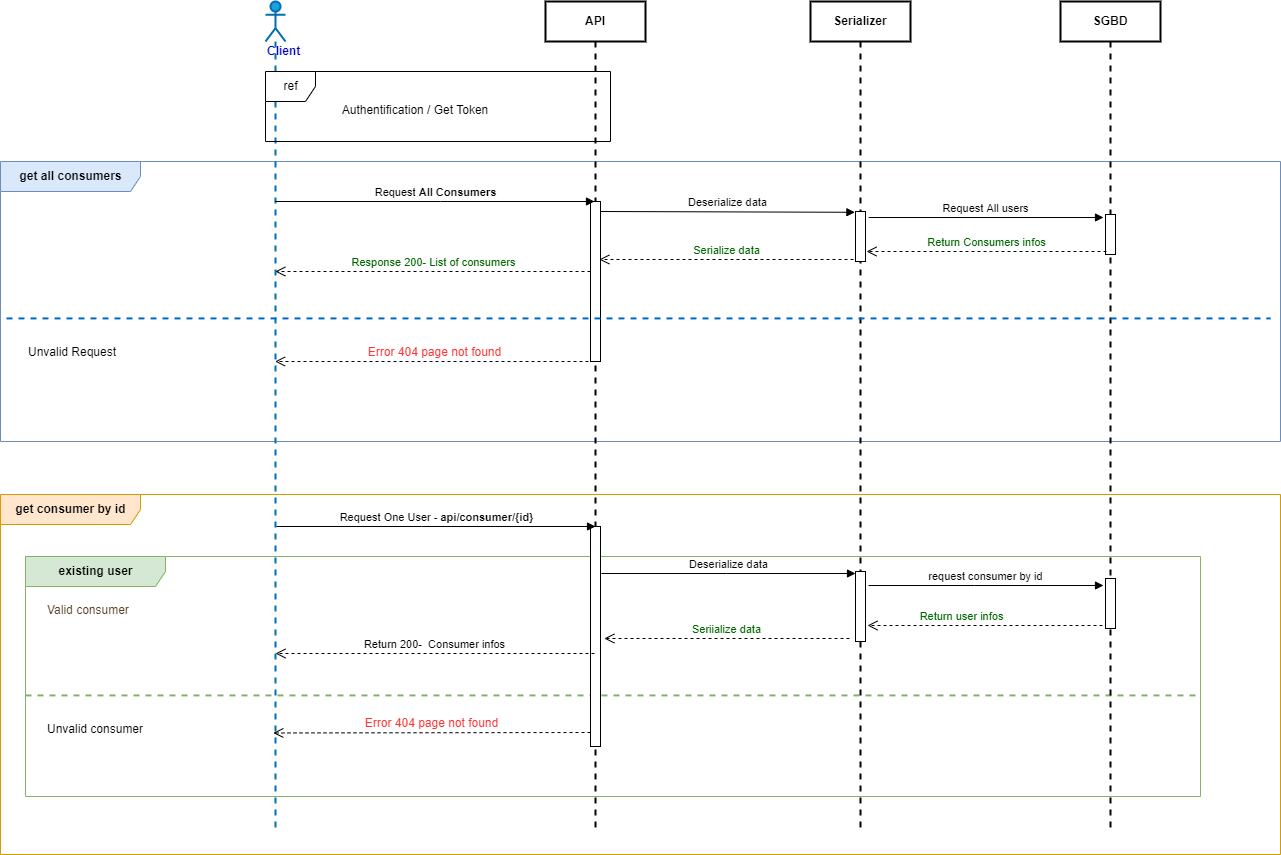 API
Serializer
SGBD
Client
ref
Authentification / Get Token
get all consumers
Request All Consumers
Deserialize data
Request All users
Return Consumers infos
Serialize data
Response 200- List of consumers
Unvalid Request
Error 404 page not found
get consumer by id
Request One User - api/consumer/{id}
existing user
Deserialize data
request consumer by id
Valid consumer
Return user infos
Seriialize data
Return 200-  Consumer infos
Unvalid consumer
Error 404 page not found